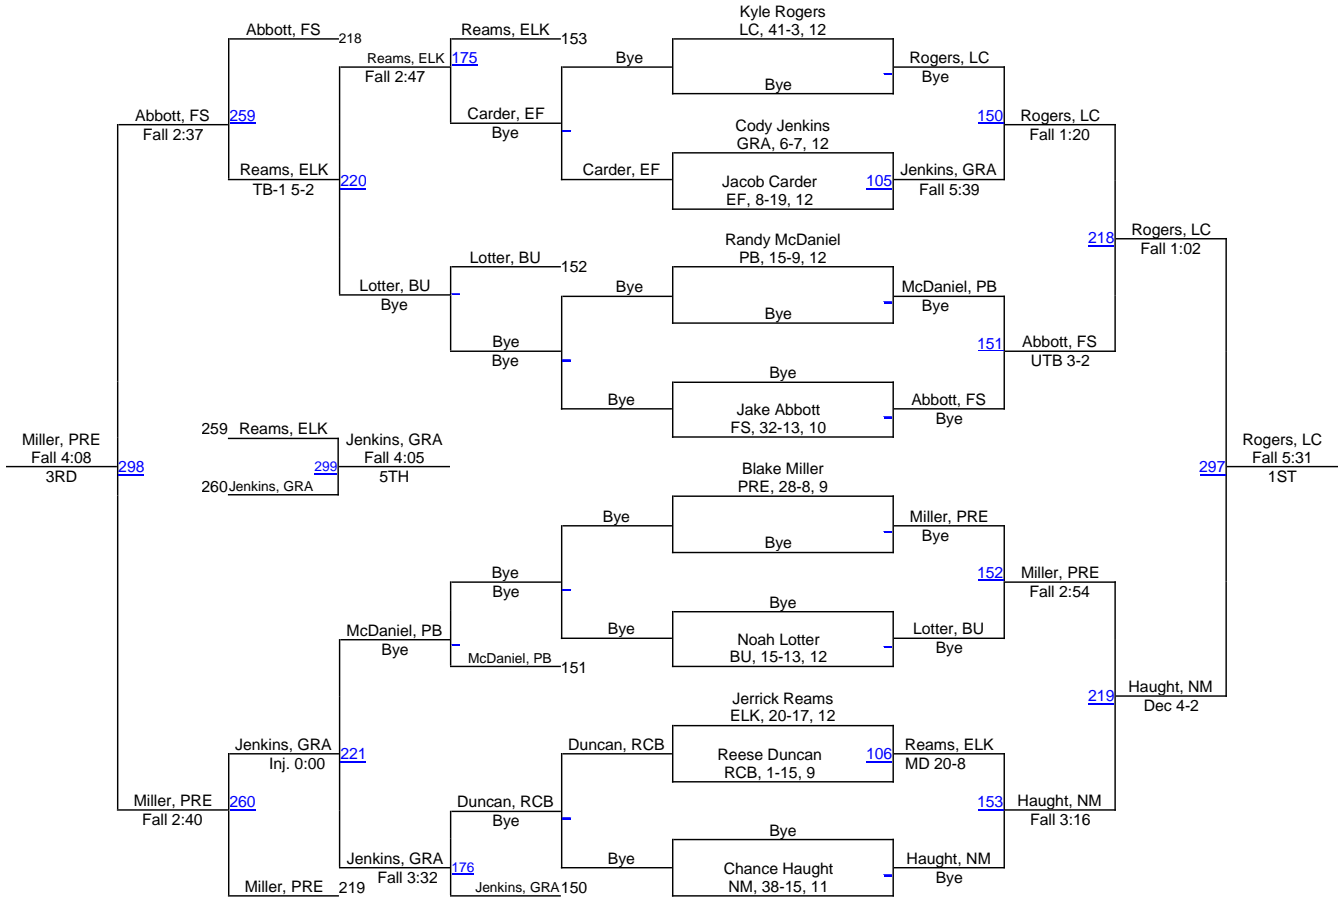 Kyle Rogers
Abbott, FS 218
Reams, ELK 153
LC, 41-3, 12
Reams, ELK 175
Bye
Rogers, LC
Fall 2:47
Bye
Bye
Abbott, FS 259
Carder, EF
150 Rogers, LC
Fall 2:37
Bye
Cody Jenkins
Fall 1:20
GRA, 6-7, 12
Reams, ELK
Carder, EF
Jenkins, GRA
TB-1 5-2
220
Jacob Carder
105
Fall 5:39
EF, 8-19, 12
Rogers, LC
Randy McDaniel
218
Fall 1:02
Lotter, BU 152
PB, 15-9, 12
Lotter, BU
Bye
McDaniel, PB
Bye
Bye
Bye
Bye
151 Abbott, FS
Bye
UTB 3-2
Bye
Bye
Abbott, FS
Jake Abbott
Bye
FS, 32-13, 10
259 Reams, ELK
Miller, PRE
Jenkins, GRA
Rogers, LC
Fall 4:08
Fall 4:05
Fall 5:31
3RD
298
299
5TH
297
1ST
Blake Miller
260 Jenkins, GRA
PRE, 28-8, 9
Bye
Miller, PRE
Bye
Bye
Bye
152 Miller, PRE
Bye
Fall 2:54
Bye
McDaniel, PB
Bye
Lotter, BU
Bye
Noah Lotter
Bye
McDaniel, PB 151
BU, 15-13, 12
Haught, NM
Jerrick Reams
219
Dec 4-2
ELK, 20-17, 12
Jenkins, GRA
Duncan, RCB
Reams, ELK
Inj. 0:00
221
Reese Duncan
106
MD 20-8
RCB, 1-15, 9
Miller, PRE 260
Duncan, RCB
153 Haught, NM
Fall 2:40
Bye
Fall 3:16
Bye
Jenkins, GRA 176
Bye
Haught, NM
Fall 3:32
Chance Haught
Bye
Miller, PRE 219
Jenkins, GRA 150
NM, 38-15, 11